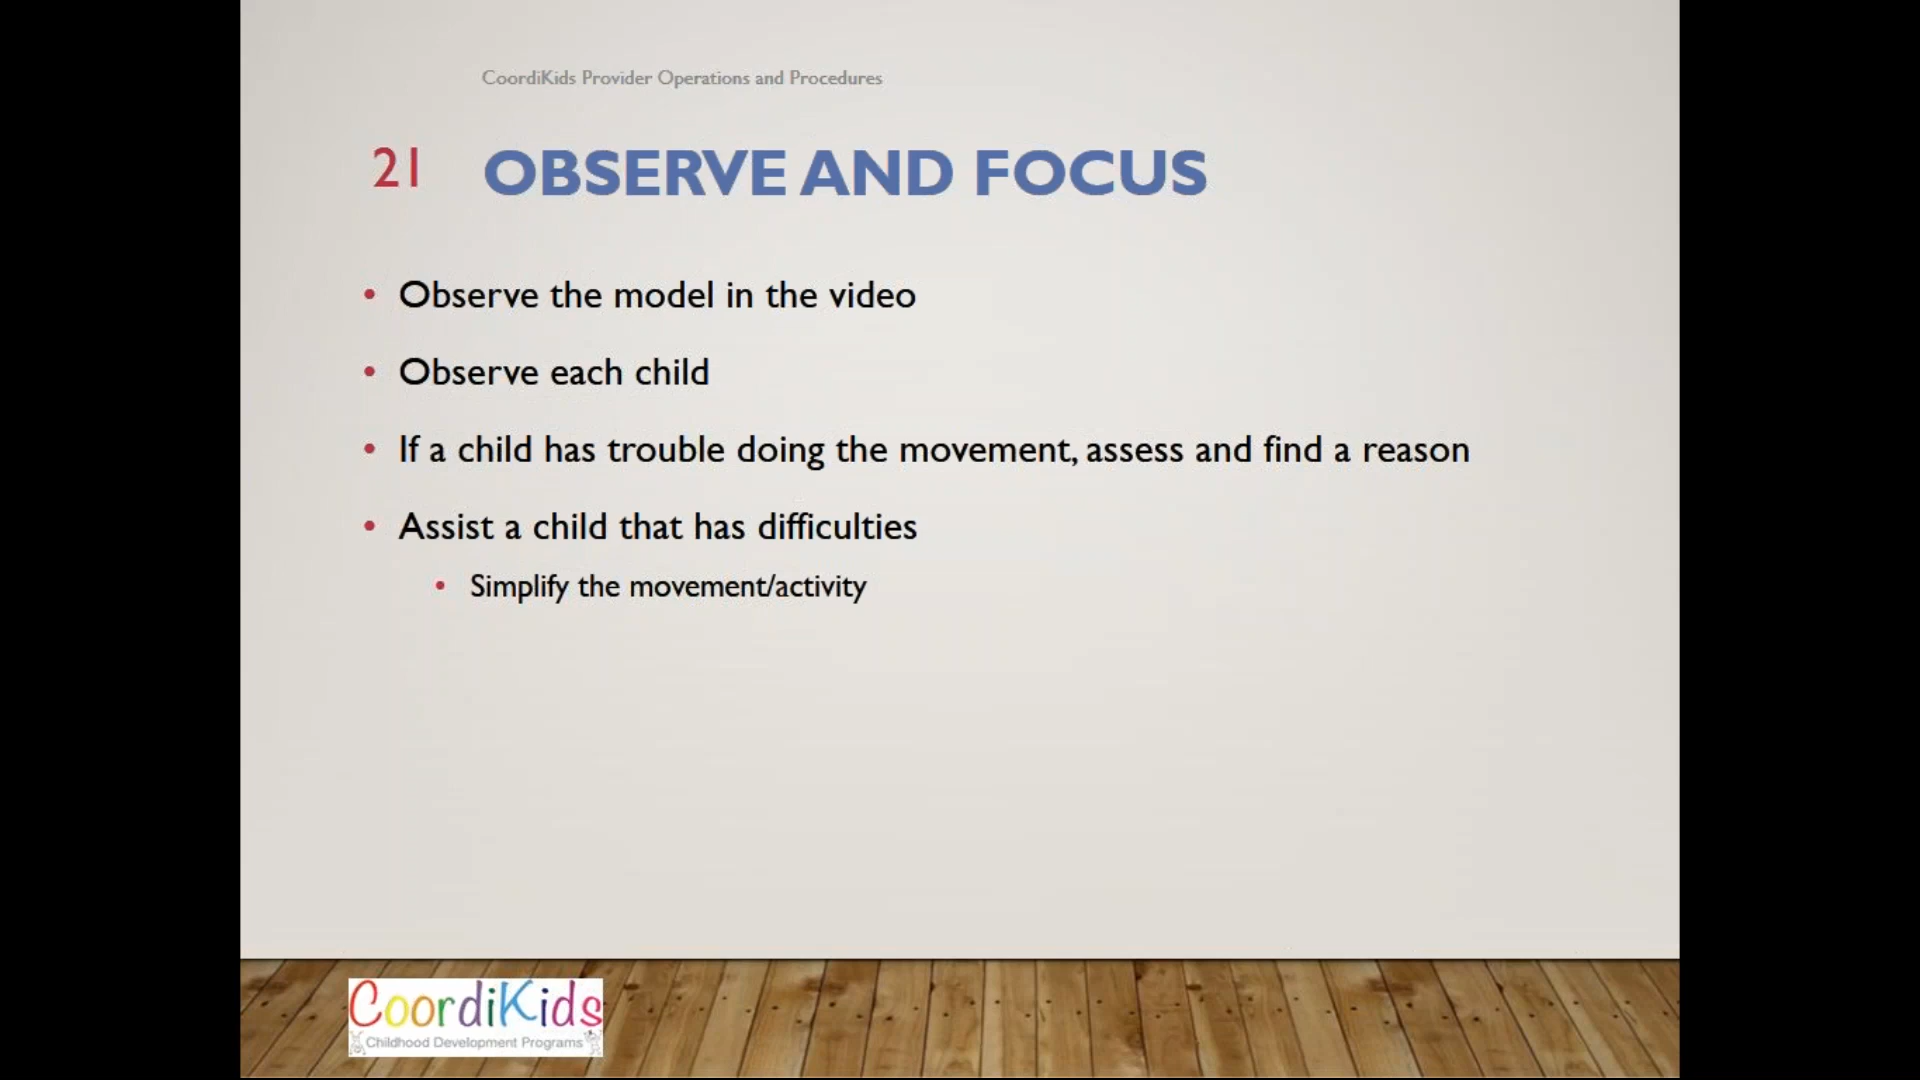 CoordiKids Provider Operations and Procedures
21 OBSERVE AND FOCUS
• Observe the model in the video
• Observe each child
• If a child has trouble doing the movement, assess and find a reason
• Assist a child that has difficulties
• Simplify the movement/activity
CoordiKids
Childhood Development Programs